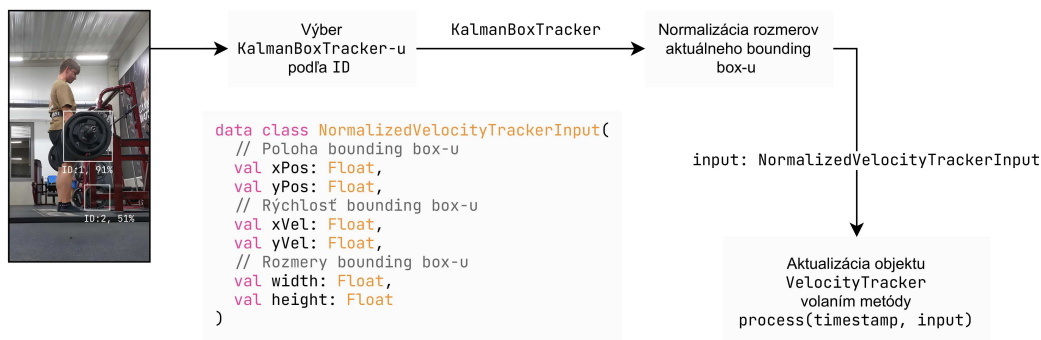 ID:1, 91%
ID:2, 51%
Výber
KalmanBoxTracker-u
podľa ID
KalmanBoxTracker
Normalizácia rozmerov
aktuálneho bounding
box-u
data class NormalizedVelocityTrackerInput(
// Poloha bounding box-u
val xPos: Float,
val yPos: Float,
// Rýchlosť bounding box-u
val xVel: Float,
val yVel: Float,
// Rozmery bounding box-u
val width: Float,
val height: Float
)
input: NormalizedVelocityTrackerInput
Aktualizácia objektu
VelocityTracker
volaním metódy
process(timestamp, input)